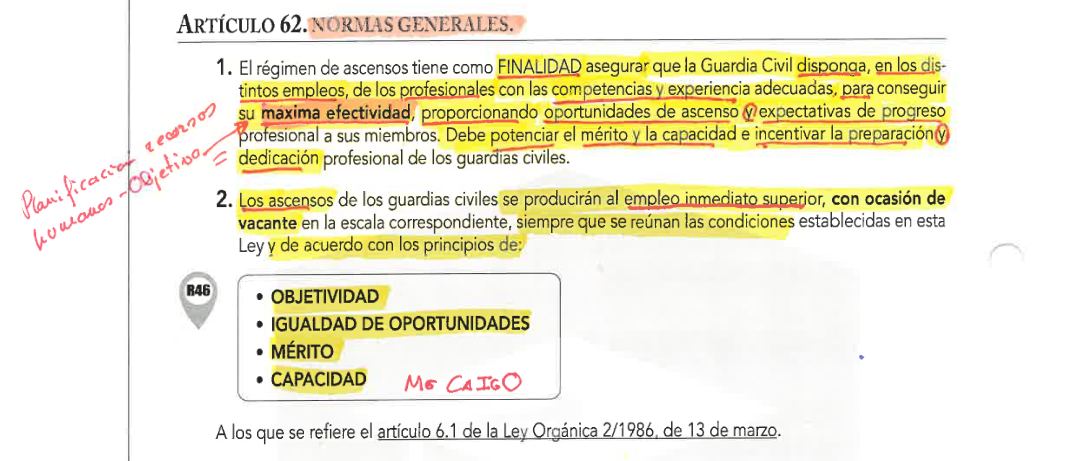 ARTÍCULO 62. NORMAS GENERALES.
1. El régimen de ascensos tiene como FINALIDAD asegurar que la Guardia Civil disponga, en los dis-
tintos empleos, de los profesionales con las competencias y experiencia adecuadas, para conseguir
su maxima efectividad, proporcionando oportunidades de ascenso y expectativas de progreso
profesional a sus miembros. Debe potenciar el mérito y la capacidad e incentivar la preparación y
dedicación profesional de los guardias civiles.
Planificación recursos
humanos - Objetivo
2. Los ascensos de los guardias civiles se producirán al empleo inmediato superior, con ocasión de
vacante en la escala correspondiente, siempre que se reúnan las condiciones establecidas en esta
Ley y de acuerdo con los principios de:
R46
• OBJETIVIDAD
• IGUALDAD DE OPORTUNIDADES
• MÉRITO
• CAPACIDAD ME CAIGO
A los que se refiere el artículo 6.1 de la Ley Orgánica 2/1986, de 13 de marzo.